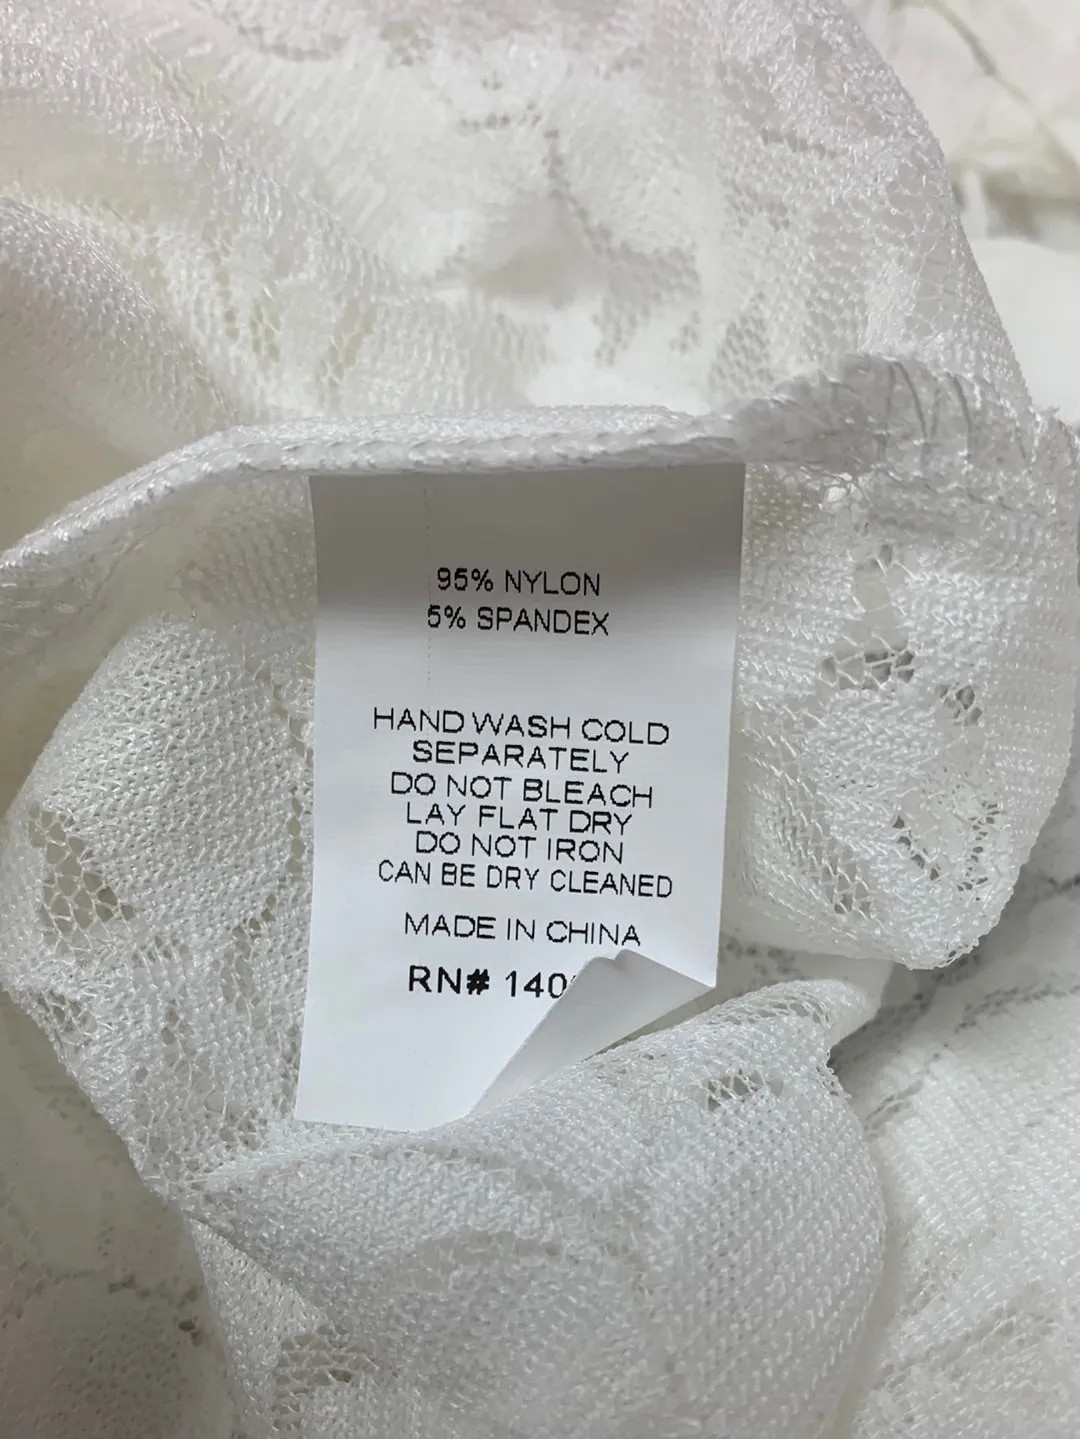 95% NYLON
5% SPANDEX
HAND WASH COLD
SEPARATELY
DO NOT BLEACH
LAY FLAT DRY
DO NOT IRON
CAN BE DRY CLEANED
MADE IN CHINA
RN#